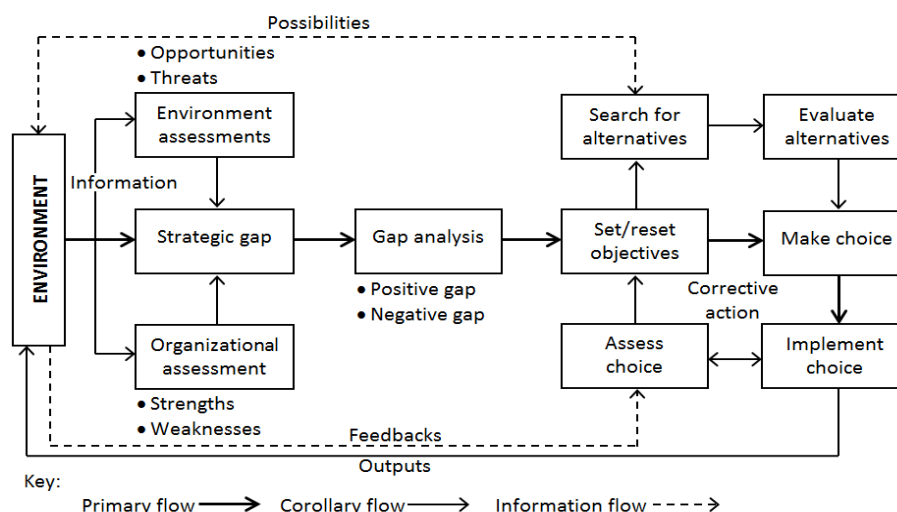 Possibilities
• Opportunities
• Threats
Environment
assessments
Search for
alternatives
Evaluate
alternatives
ENVIRONMENT
Information
Strategic gap
Gap analysis
Set/reset
objectives
Make choice
• Positive gap
• Negative gap
Corrective
action
Organizational
assessment
Assess
choice
Implement
choice
• Strengths
• Weaknesses
Feedbacks
Outputs
Key:
Primary flow
Corollary flow
Information flow